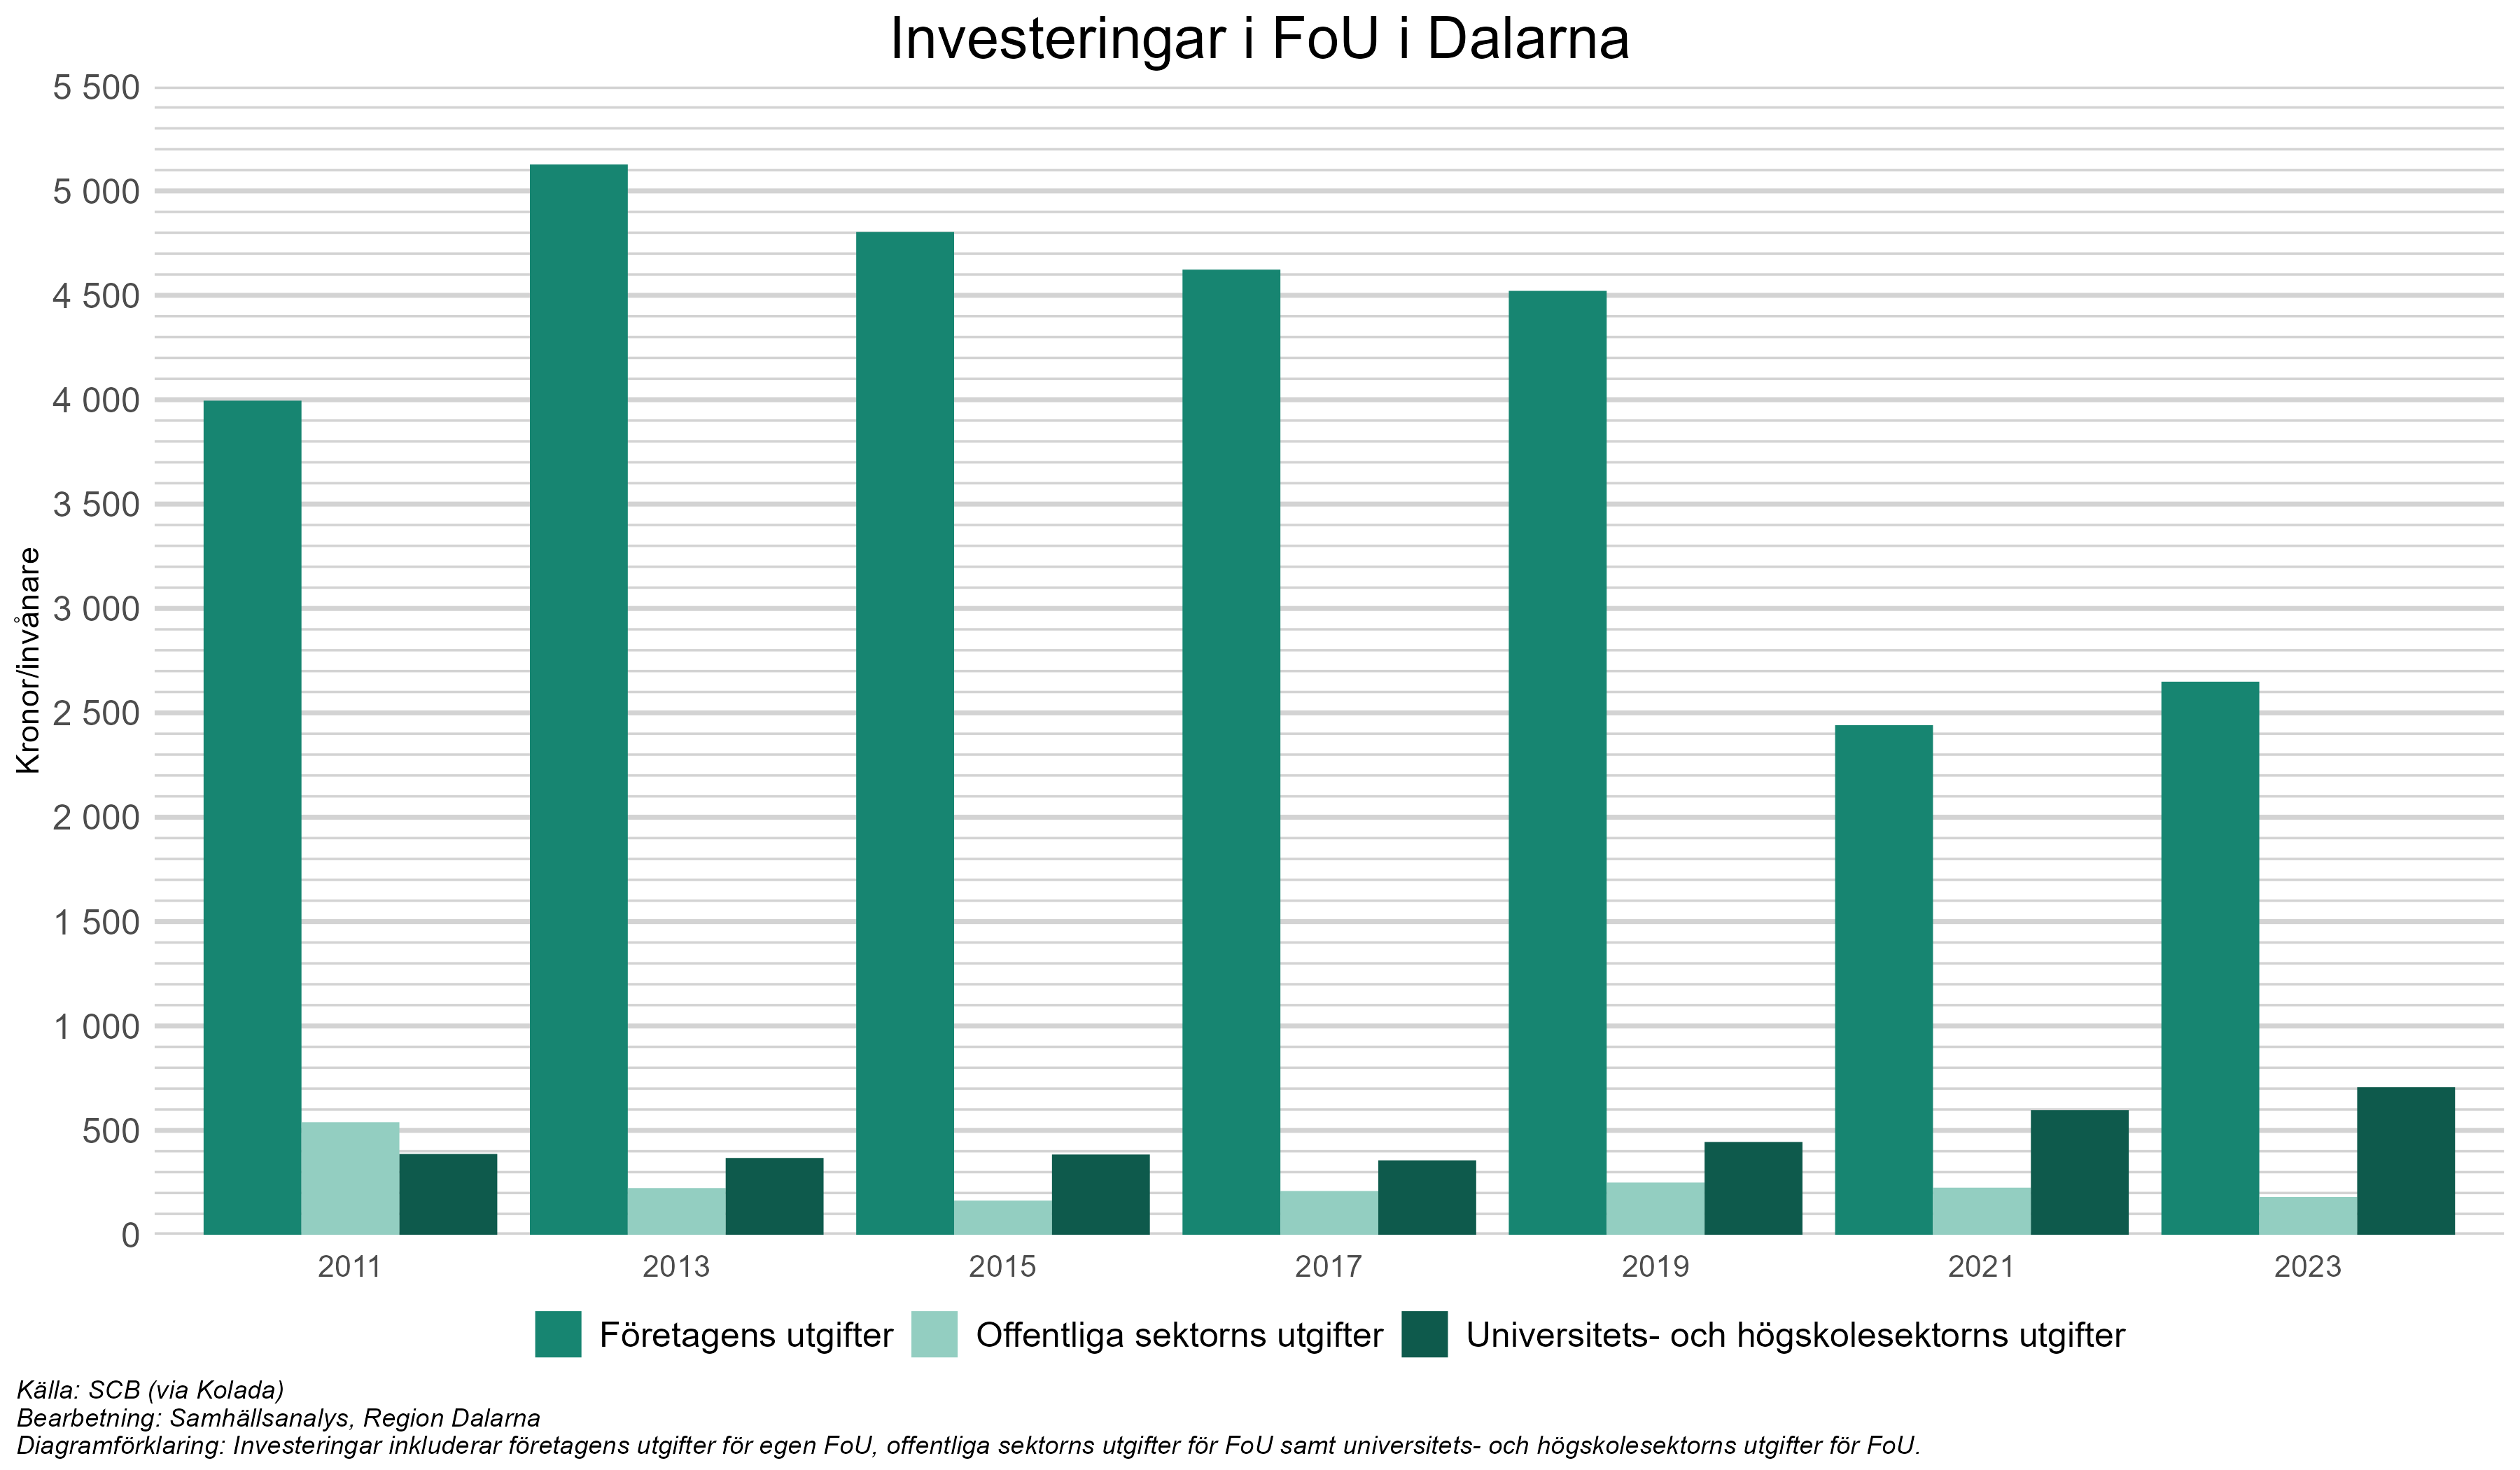 Investeringar i FoU i Dalarna
5 500
5 000
4 500
4 000
3 500
3 000
2 500
2 000
1 500
1 000
500
0
Kronor/invånare
2011 2013 2015 2017 2019 2021 2023
Företagens utgifter Offentliga sektorns utgifter Universitets- och högskolesektorns utgifter
Källa: SCB (via Kolada)
Bearbetning: Samhällsanalys, Region Dalarna
Diagramförklaring: Investeringar inkluderar företagens utgifter för egen FoU, offentliga sektorns utgifter för FoU samt universitets- och högskolesektorns utgifter för FoU.